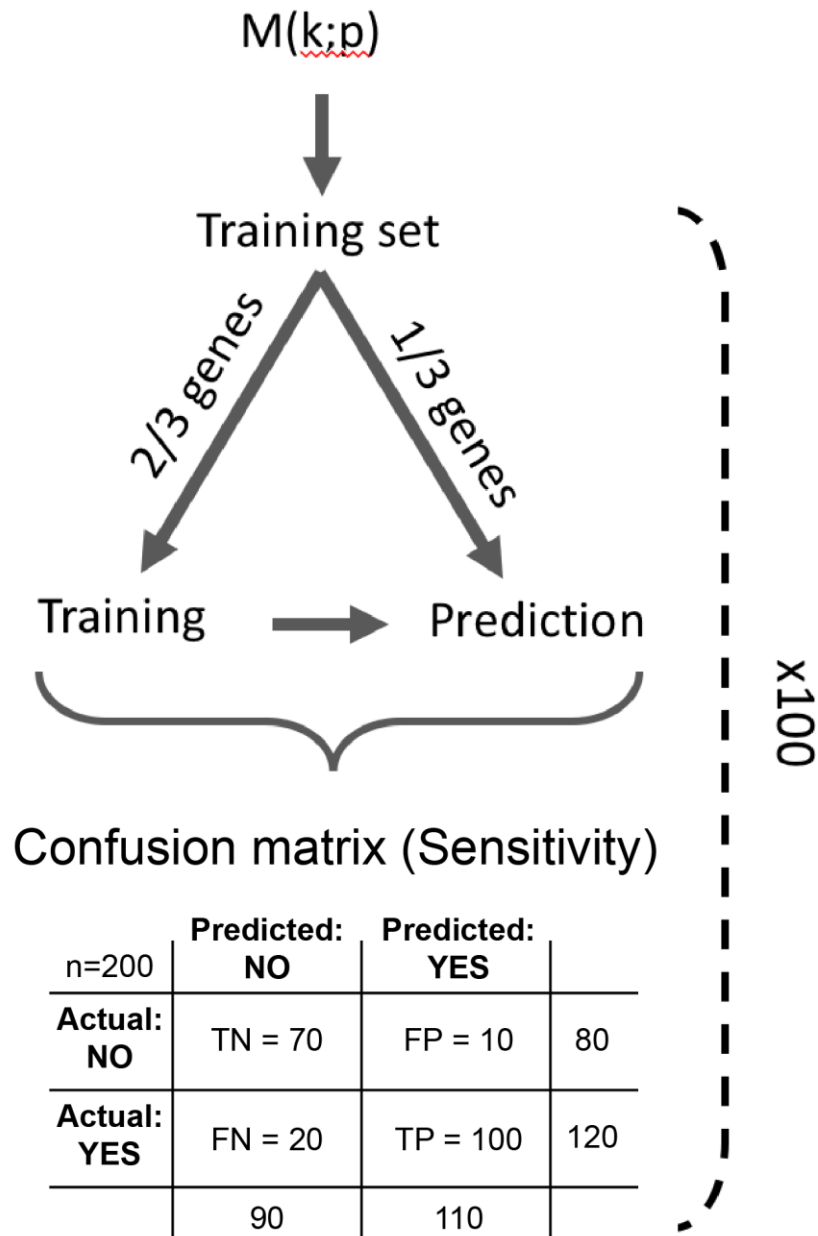 M(k;p)
Training set
2/3 genes
1/3 genes
Training
Prediction
x100
Confusion matrix (Sensitivity)
n=200
Predicted:
NO
Predicted:
YES
Actual:
NO
TN = 70
FP = 10
80
Actual:
YES
FN = 20
TP = 100
120
90
110